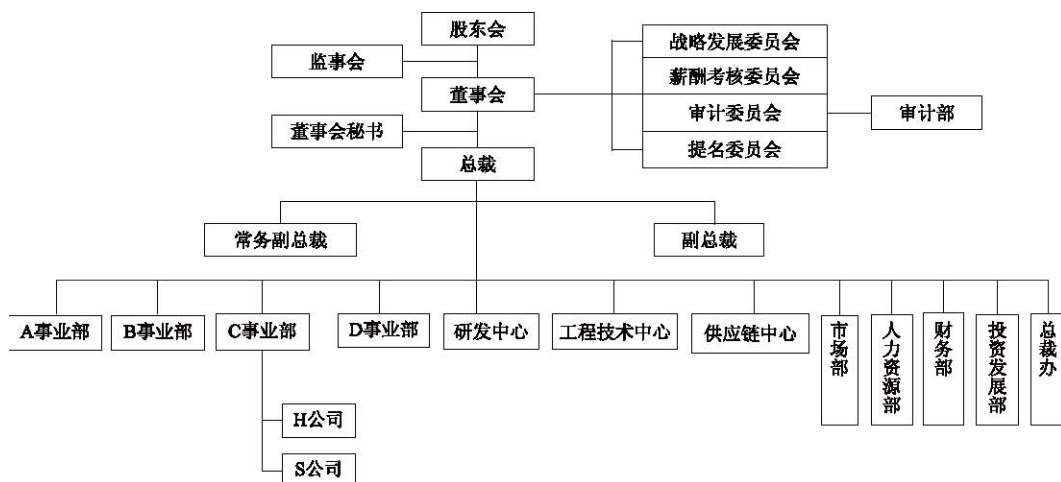 股东会
监事会
董事会
董事会秘书
总裁
战略发展委员会
薪酬考核委员会
审计委员会
提名委员会
审计部
常务副总裁
副总裁
A事业部
B事业部
C事业部
D事业部
研发中心
工程技术中心
供应链中心
市场部
人力资源部
财务部
投资发展部
总裁办
H公司
S公司